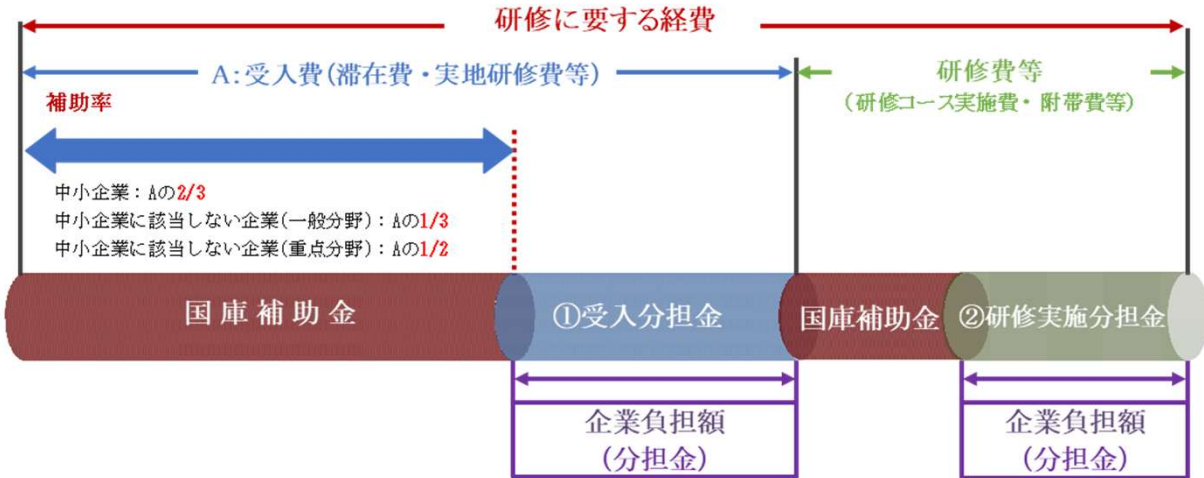 研修に要する経費
A:受入費(滞在費・実地研修費等)
研修費等
(研修コース実施費・附帯費等)
補助率
中小企業：Aの2/3
中小企業に該当しない企業(一般分野)：Aの1/3
中小企業に該当しない企業(重点分野)：Aの1/2
国庫補助金
①受入分担金
国庫補助金
②研修実施分担金
企業負担額
(分担金)
企業負担額
(分担金)